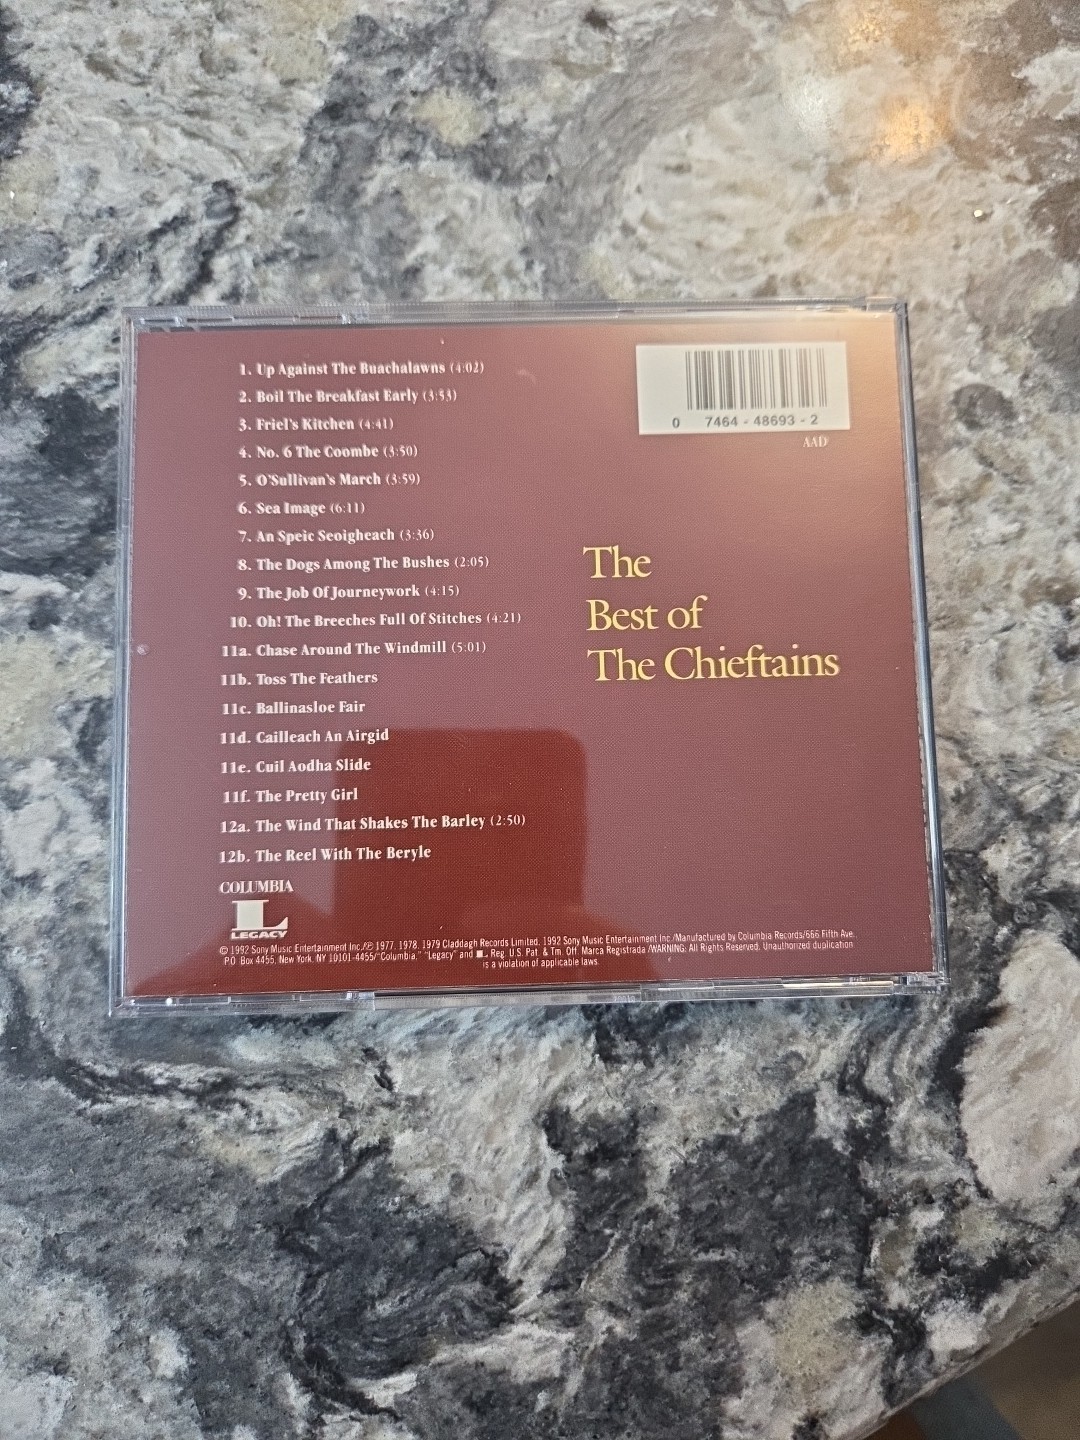 1. Up Against The Buachalawns (4:02)
2. Boil The Breakfast Early (3:53)
3. Friel's Kitchen (4:41)
4. No. 6 The Coombe (3:50)
5. O'Sullivan's March (3:59)
6. Sea Image (6:11)
7. An Speic Seoigheach (3:36)
8. The Dogs Among The Bushes (2:05)
9. The Job Of Journeywork (4:15)
10. Oh! The Breeches Full Of Stitches (4:21)
11a. Chase Around The Windmill (5:01)
11b. Toss The Feathers
11c. Ballinasloe Fair
11d. Cailleach An Airgid
11e. Cuil Aodha Slide
11f. The Pretty Girl
12a. The Wind That Shakes The Barley (2:50)
12b. The Reel With The Beryle
0 7464 - 48693 - 2
AAD
The
Best of
The Chieftains
COLUMBIA
L
LEGACY
© 1992 Sony Music Entertainment Inc./℗ 1977, 1978, 1979 Claddagh Records Limited, 1992 Sony Music Entertainment Inc./Manufactured by Columbia Records/666 Fifth Ave.,
P.O. Box 4455, New York, NY 10101-4455/"Columbia," "Legacy" and L Reg. U.S. Pat. & Tm. Off. Marca Registrada./WARNING: All Rights Reserved. Unauthorized duplication
is a violation of applicable laws.